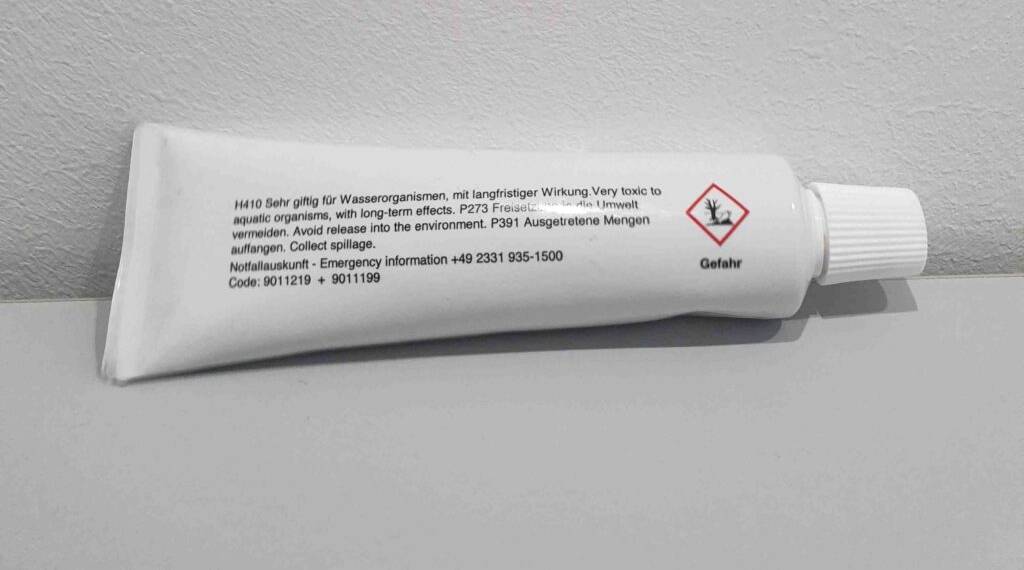 H410 Sehr giftig für Wasserorganismen, mit langfristiger Wirkung.Very toxic to
aquatic organisms, with long-term effects. P273 Freisetzung in die Umwelt
vermeiden. Avoid release into the environment. P391 Ausgetretene Mengen
auffangen. Collect spillage.
Notfallauskunft - Emergency information +49 2331 935-1500
Code: 9011219 + 9011199
Gefahr